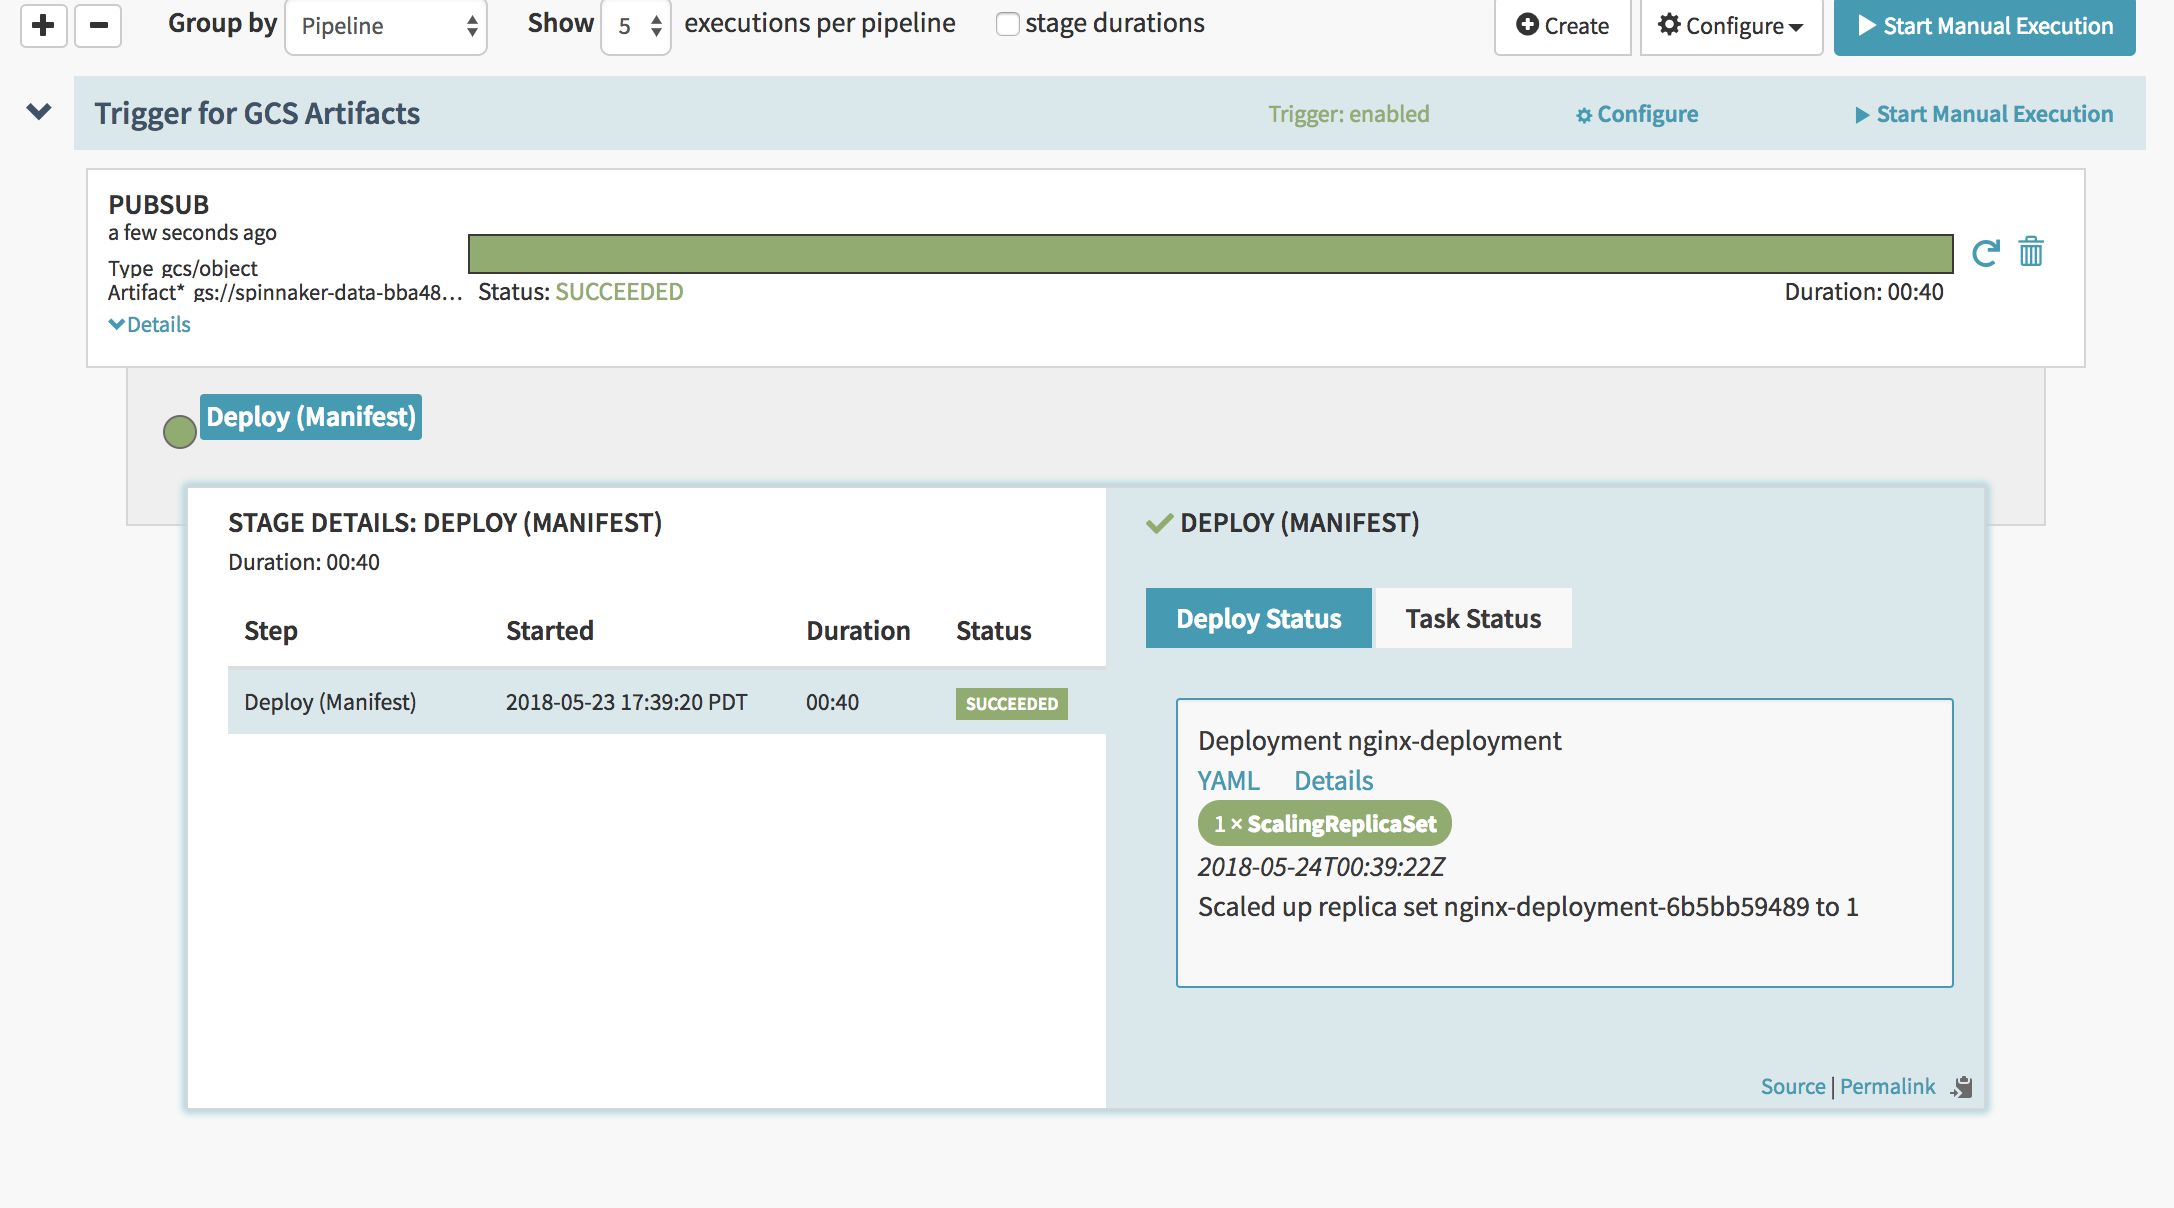 Group by Pipeline Show 5 executions per pipeline stage durations Create Configure Start Manual Execution
Trigger for GCS Artifacts Trigger: enabled Configure Start Manual Execution
PUBSUB
a few seconds ago
Type gcs/object
Artifact* gs://spinnaker-data-bba48... Status: SUCCEEDED Duration: 00:40
Details
Deploy (Manifest)
STAGE DETAILS: DEPLOY (MANIFEST)
Duration: 00:40
Step Started Duration Status
Deploy (Manifest) 2018-05-23 17:39:20 PDT 00:40 SUCCEEDED
DEPLOY (MANIFEST)
Deploy Status Task Status
Deployment nginx-deployment
YAML Details
1 × ScalingReplicaSet
2018-05-24T00:39:22Z
Scaled up replica set nginx-deployment-6b5bb59489 to 1
Source | Permalink